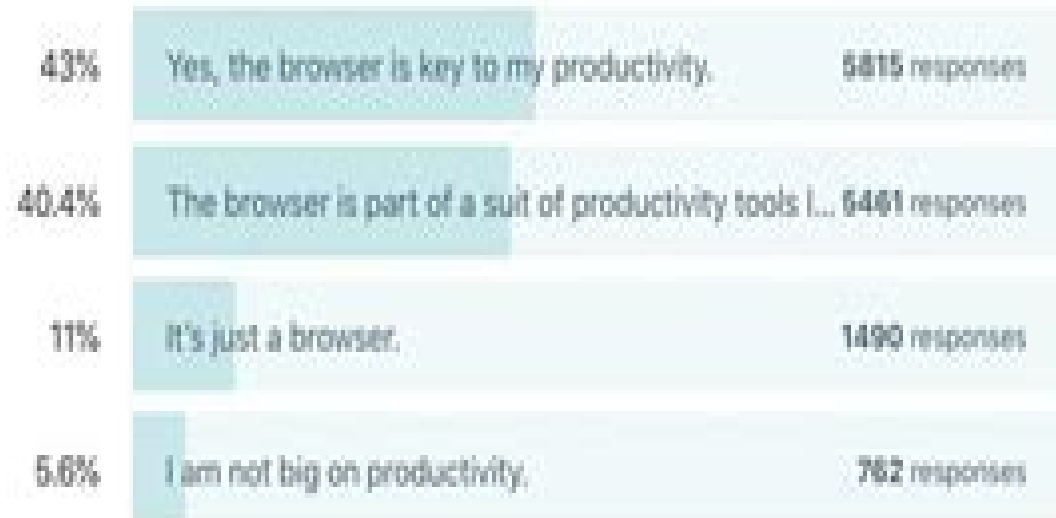 43% Yes, the browser is key to my productivity. 5815 responses
40.4% The browser is part of a suit of productivity tools I... 5461 responses
11% It's just a browser. 1490 responses
5.6% I am not big on productivity. 762 responses